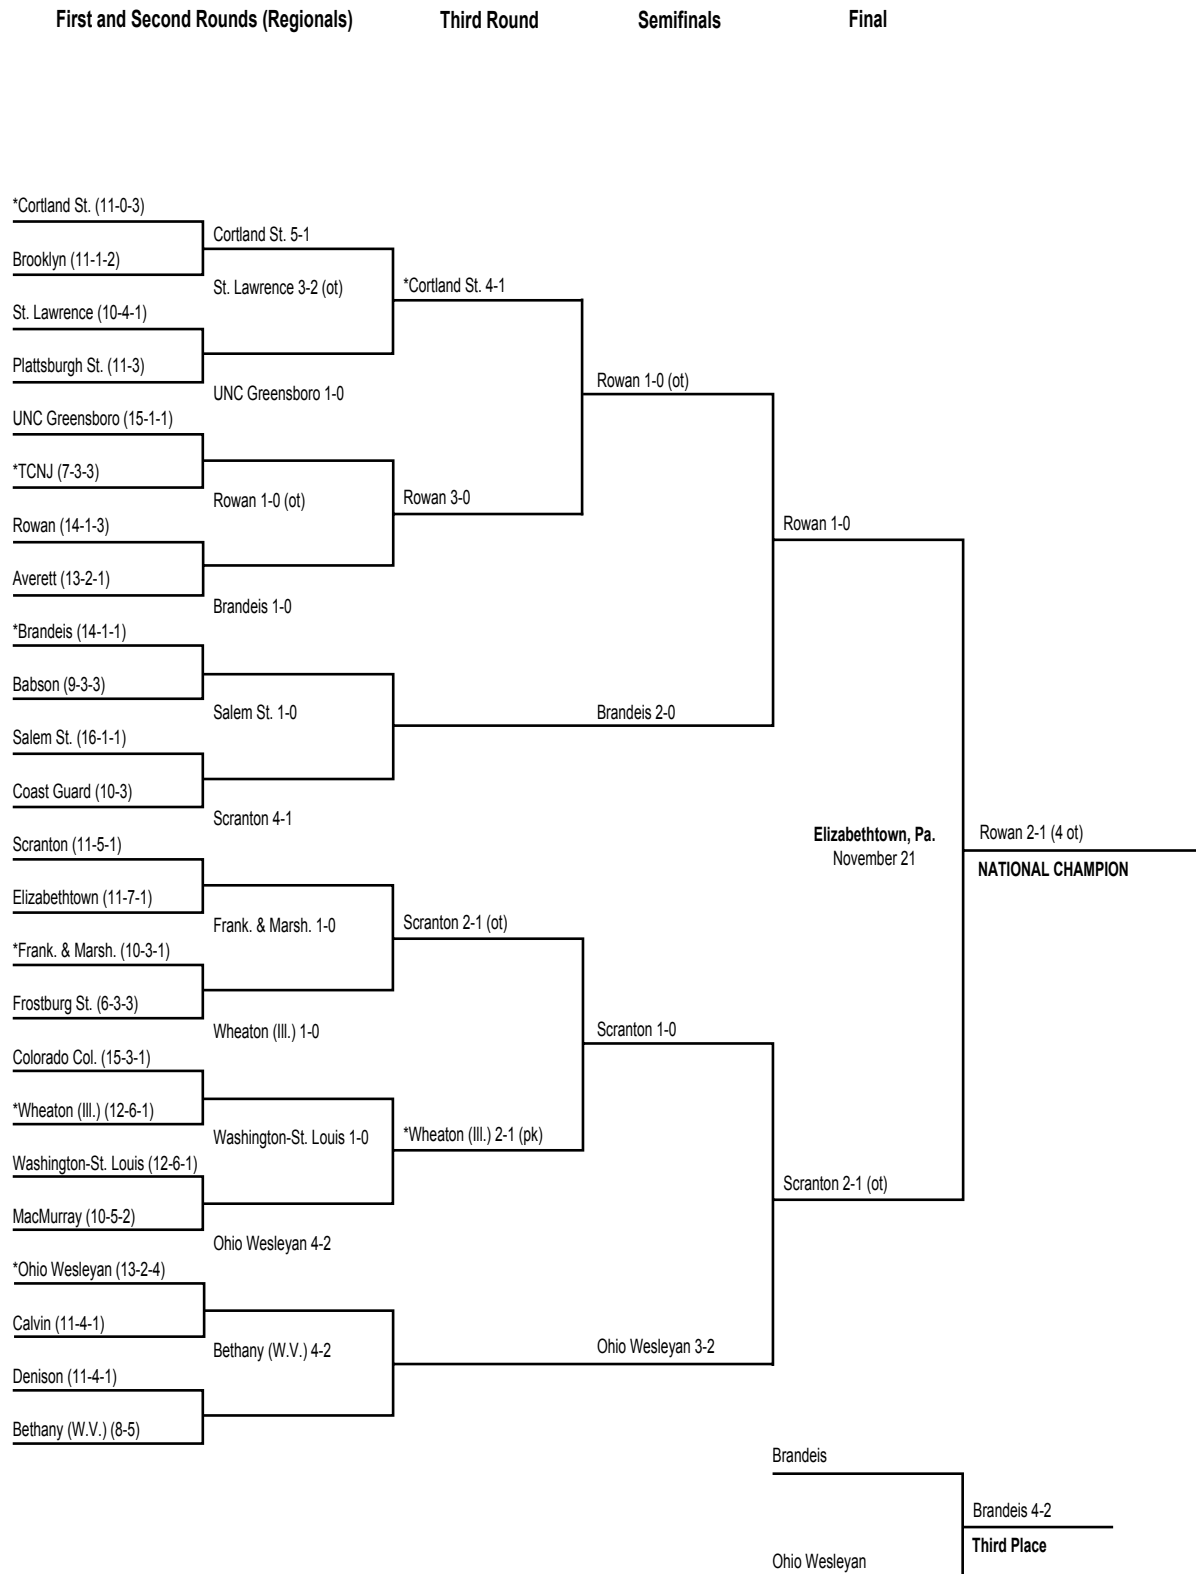 First and Second Rounds (Regionals)
Third Round
Semifinals
Final
*Cortland St. (11-0-3)
Brooklyn (11-1-2)
St. Lawrence (10-4-1)
Plattsburgh St. (11-3)
UNC Greensboro (15-1-1)
*TCNJ (7-3-3)
Rowan (14-1-3)
Averett (13-2-1)
*Brandeis (14-1-1)
Babson (9-3-3)
Salem St. (16-1-1)
Coast Guard (10-3)
Scranton (11-5-1)
Elizabethtown (11-7-1)
*Frank. & Marsh. (10-3-1)
Frostburg St. (6-3-3)
Colorado Col. (15-3-1)
*Wheaton (Ill.) (12-6-1)
Washington-St. Louis (12-6-1)
MacMurray (10-5-2)
*Ohio Wesleyan (13-2-4)
Calvin (11-4-1)
Denison (11-4-1)
Bethany (W.V.) (8-5)
Cortland St. 5-1
St. Lawrence 3-2 (ot)
UNC Greensboro 1-0
Rowan 1-0 (ot)
Brandeis 1-0
Salem St. 1-0
Scranton 4-1
Frank. & Marsh. 1-0
Wheaton (Ill.) 1-0
Washington-St. Louis 1-0
Ohio Wesleyan 4-2
Bethany (W.V.) 4-2
*Cortland St. 4-1
Rowan 3-0
Scranton 2-1 (ot)
*Wheaton (Ill.) 2-1 (pk)
Rowan 1-0 (ot)
Brandeis 2-0
Scranton 1-0
Ohio Wesleyan 3-2
Rowan 1-0
Scranton 2-1 (ot)
Elizabethtown, Pa.
November 21
Rowan 2-1 (4 ot)
NATIONAL CHAMPION
Brandeis
Ohio Wesleyan
Brandeis 4-2
Third Place